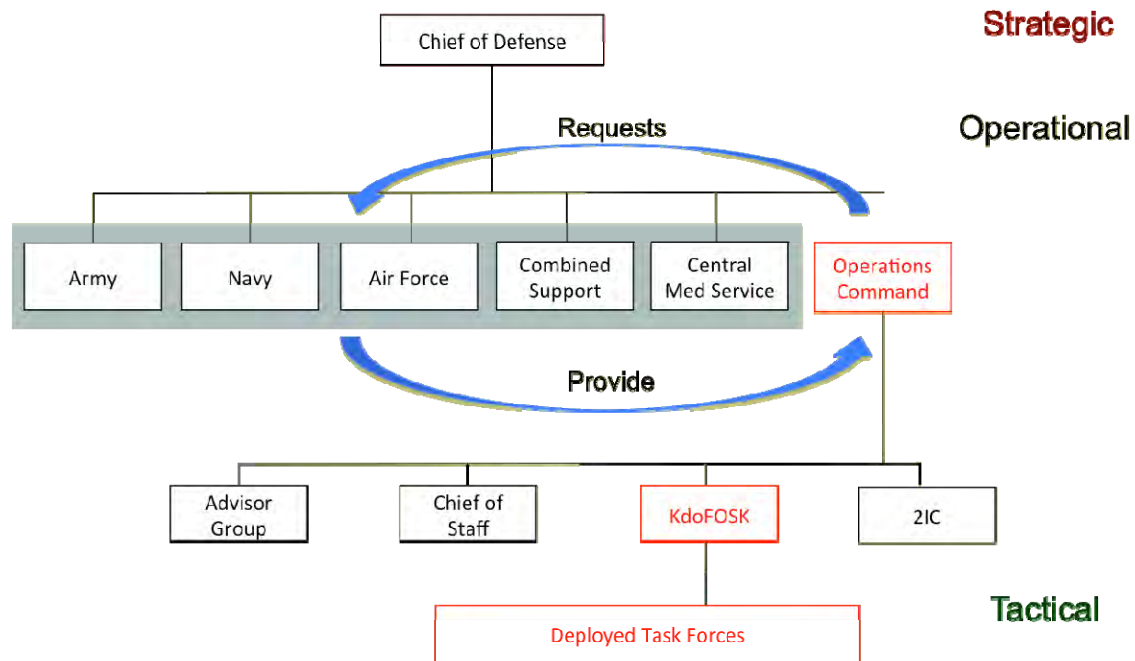 Strategic
Chief of Defense
Operational
Requests
Army
Navy
Air Force
Combined
Support
Central
Med Service
Operations
Command
Provide
Advisor
Group
Chief of
Staff
KdoFOSK
2IC
Tactical
Deployed Task Forces